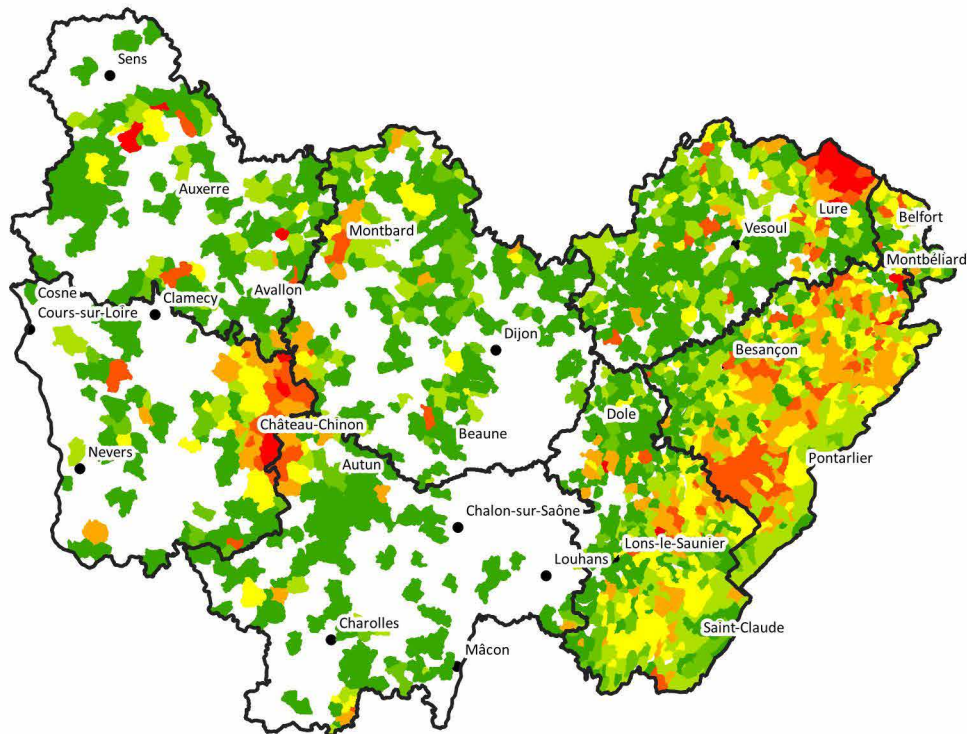 Sens
Auxerre
Montbard
Lure
Belfort
Vesoul
Montbéliard
Cosne
Cours-sur-Loire
Clamecy
Avallon
Dijon
Besançon
Dole
Château-Chinon
Beaune
Nevers
Autun
Pontarlier
Chalon-sur-Saône
Lons-le-Saunier
Louhans
Charolles
Saint-Claude
Mâcon